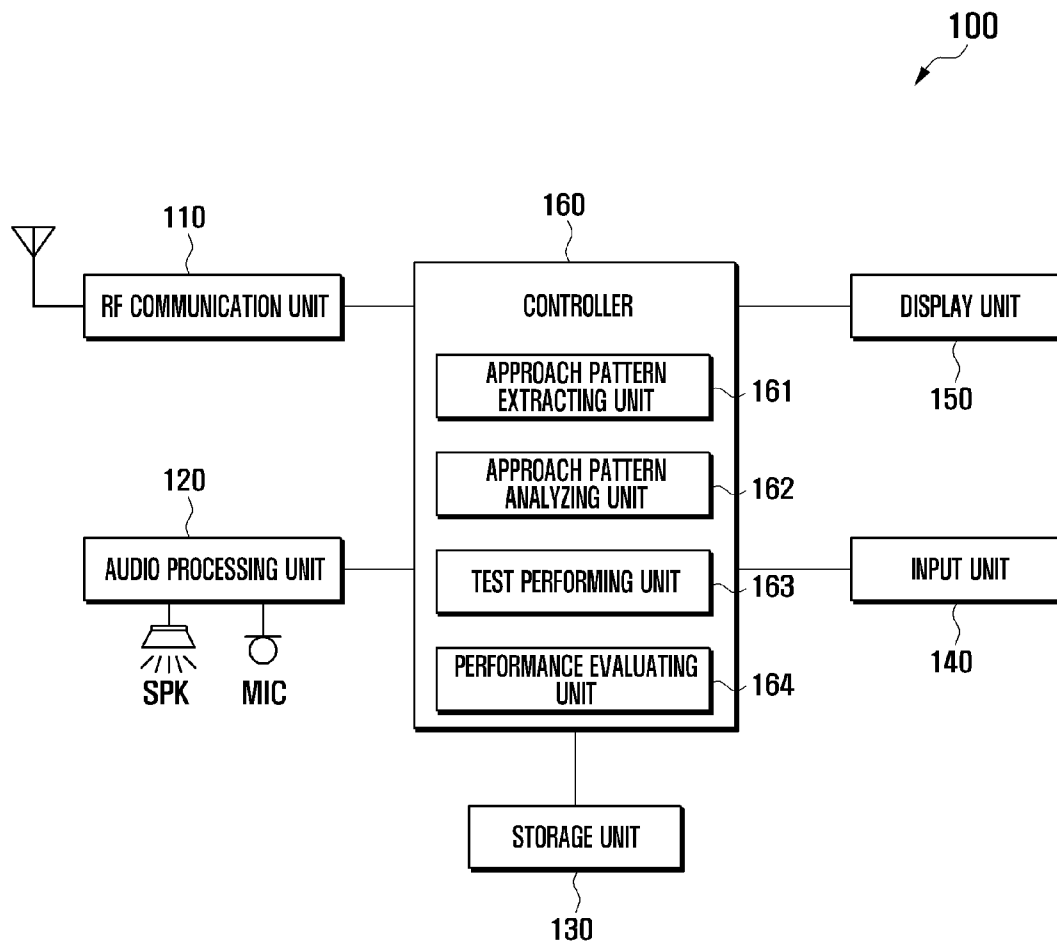 100
110
RF COMMUNICATION UNIT
160
CONTROLLER
DISPLAY UNIT
150
APPROACH PATTERN
EXTRACTING UNIT
161
APPROACH PATTERN
ANALYZING UNIT
162
120
AUDIO PROCESSING UNIT
SPK
MIC
TEST PERFORMING UNIT
163
INPUT UNIT
140
PERFORMANCE EVALUATING
UNIT
164
STORAGE UNIT
130